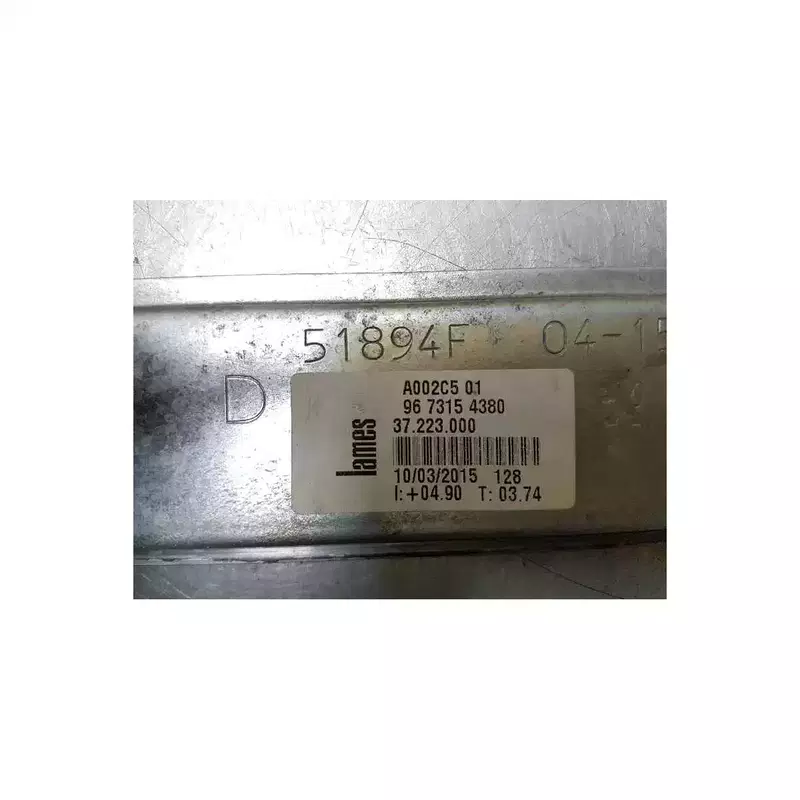 51894F 04-15
D
lames
A002C5 01
96 7315 4380
37.223.000
10/03/2015 128
I:+04.90 T: 03.74